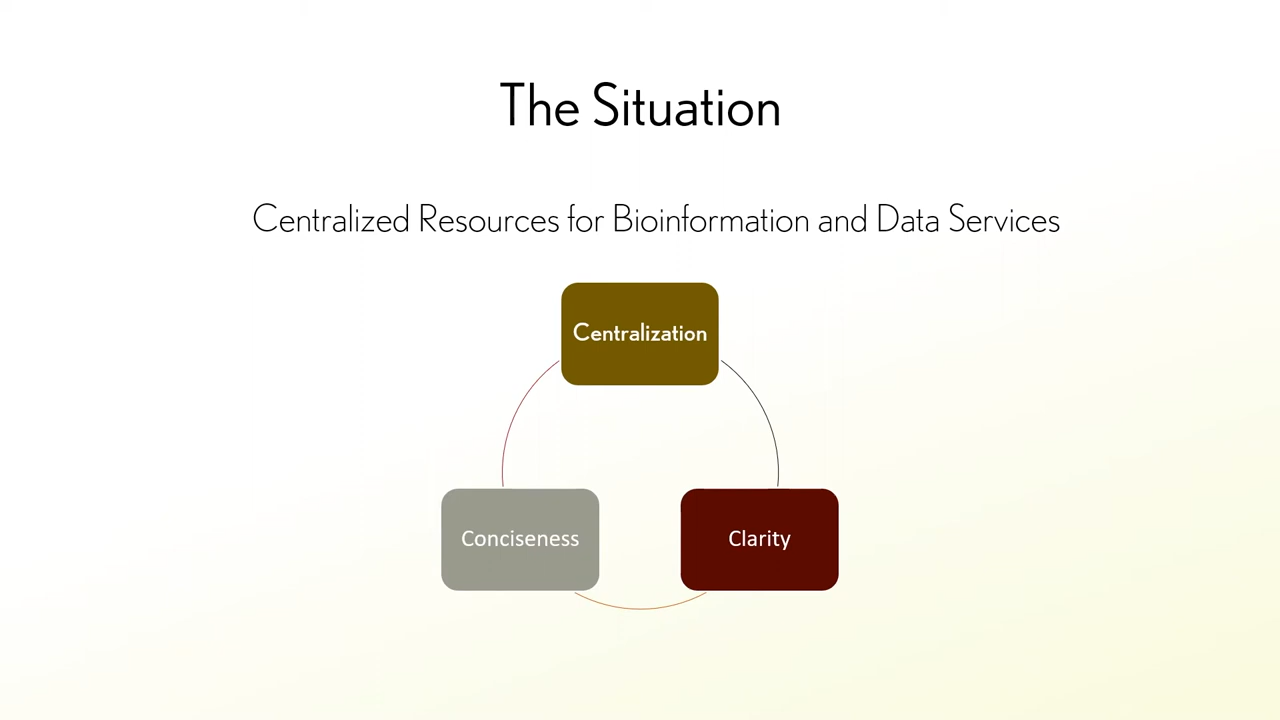 The Situation
Centralized Resources for Bioinformation and Data Services
Centralization
Conciseness
Clarity